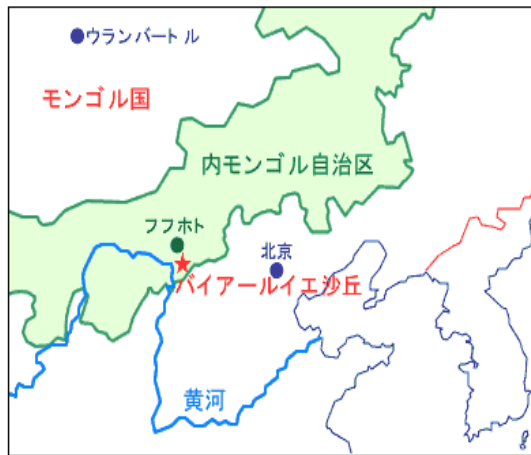 ウランバートル
モンゴル国
内モンゴル自治区
フフホト
北京
バイアールイエ沙丘
黄河